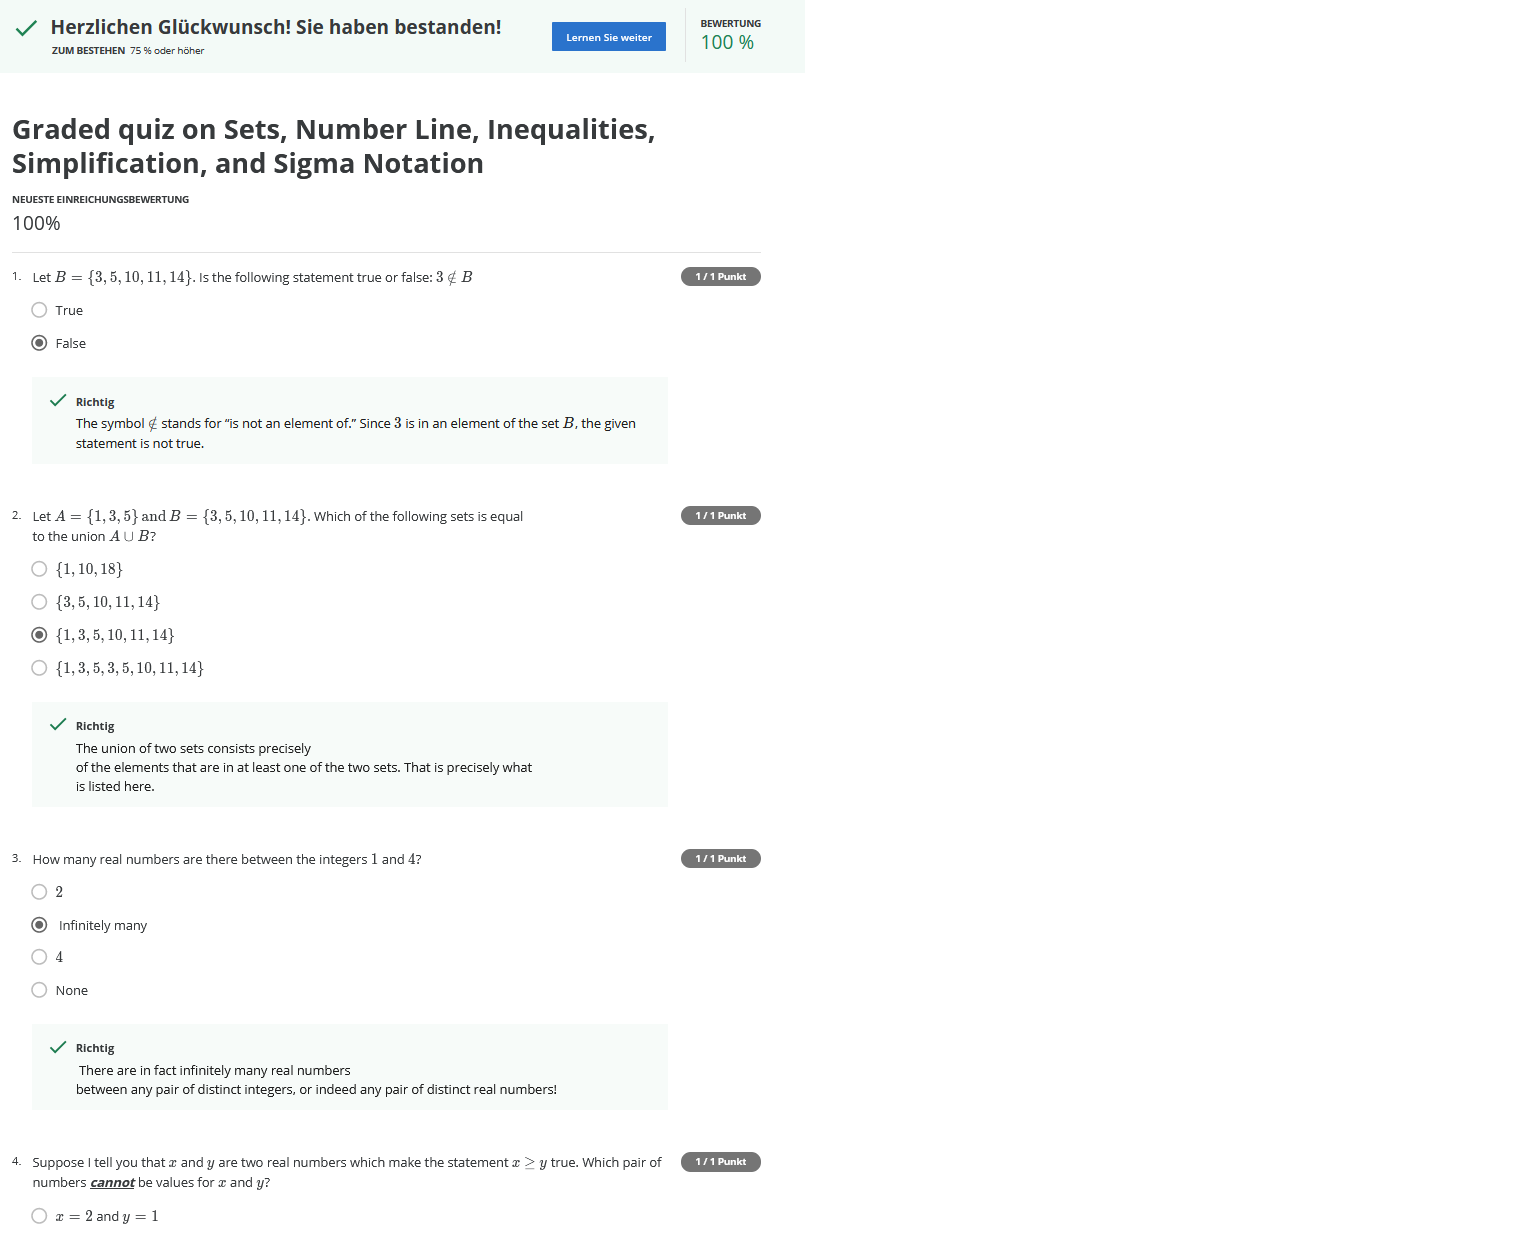 Herzlichen Glückwunsch! Sie haben bestanden!
ZUM BESTEHEN 75 % oder höher
Lernen Sie weiter
BEWERTUNG
100 %
Graded quiz on Sets, Number Line, Inequalities,
Simplification, and Sigma Notation
NEUESTE EINREICHUNGSBEWERTUNG
100%
1. Let B = {3, 5, 10, 11, 14}. Is the following statement true or false: 3 ∉ B
1 / 1 Punkt
True
False
Richtig
The symbol ∉ stands for “is not an element of.” Since 3 is in an element of the set B, the given
statement is not true.
2. Let A = {1, 3, 5} and B = {3, 5, 10, 11, 14}. Which of the following sets is equal
to the union A ∪ B?
1 / 1 Punkt
{1, 10, 18}
{3, 5, 10, 11, 14}
{1, 3, 5, 10, 11, 14}
{1, 3, 5, 3, 5, 10, 11, 14}
Richtig
The union of two sets consists precisely
of the elements that are in at least one of the two sets. That is precisely what
is listed here.
3. How many real numbers are there between the integers 1 and 4?
1 / 1 Punkt
2
Infinitely many
4
None
Richtig
There are in fact infinitely many real numbers
between any pair of distinct integers, or indeed any pair of distinct real numbers!
4. Suppose I tell you that x and y are two real numbers which make the statement x ≥ y true. Which pair of
numbers cannot be values for x and y?
1 / 1 Punkt
x = 2 and y = 1